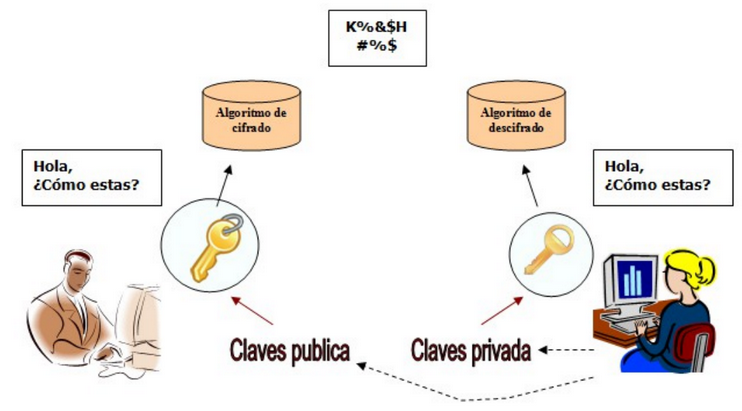 K%&$H
#%$
Algoritmo de
cifrado
Algoritmo de
descifrado
Hola,
¿Cómo estas?
Hola,
¿Cómo estas?
Claves publica
Claves privada